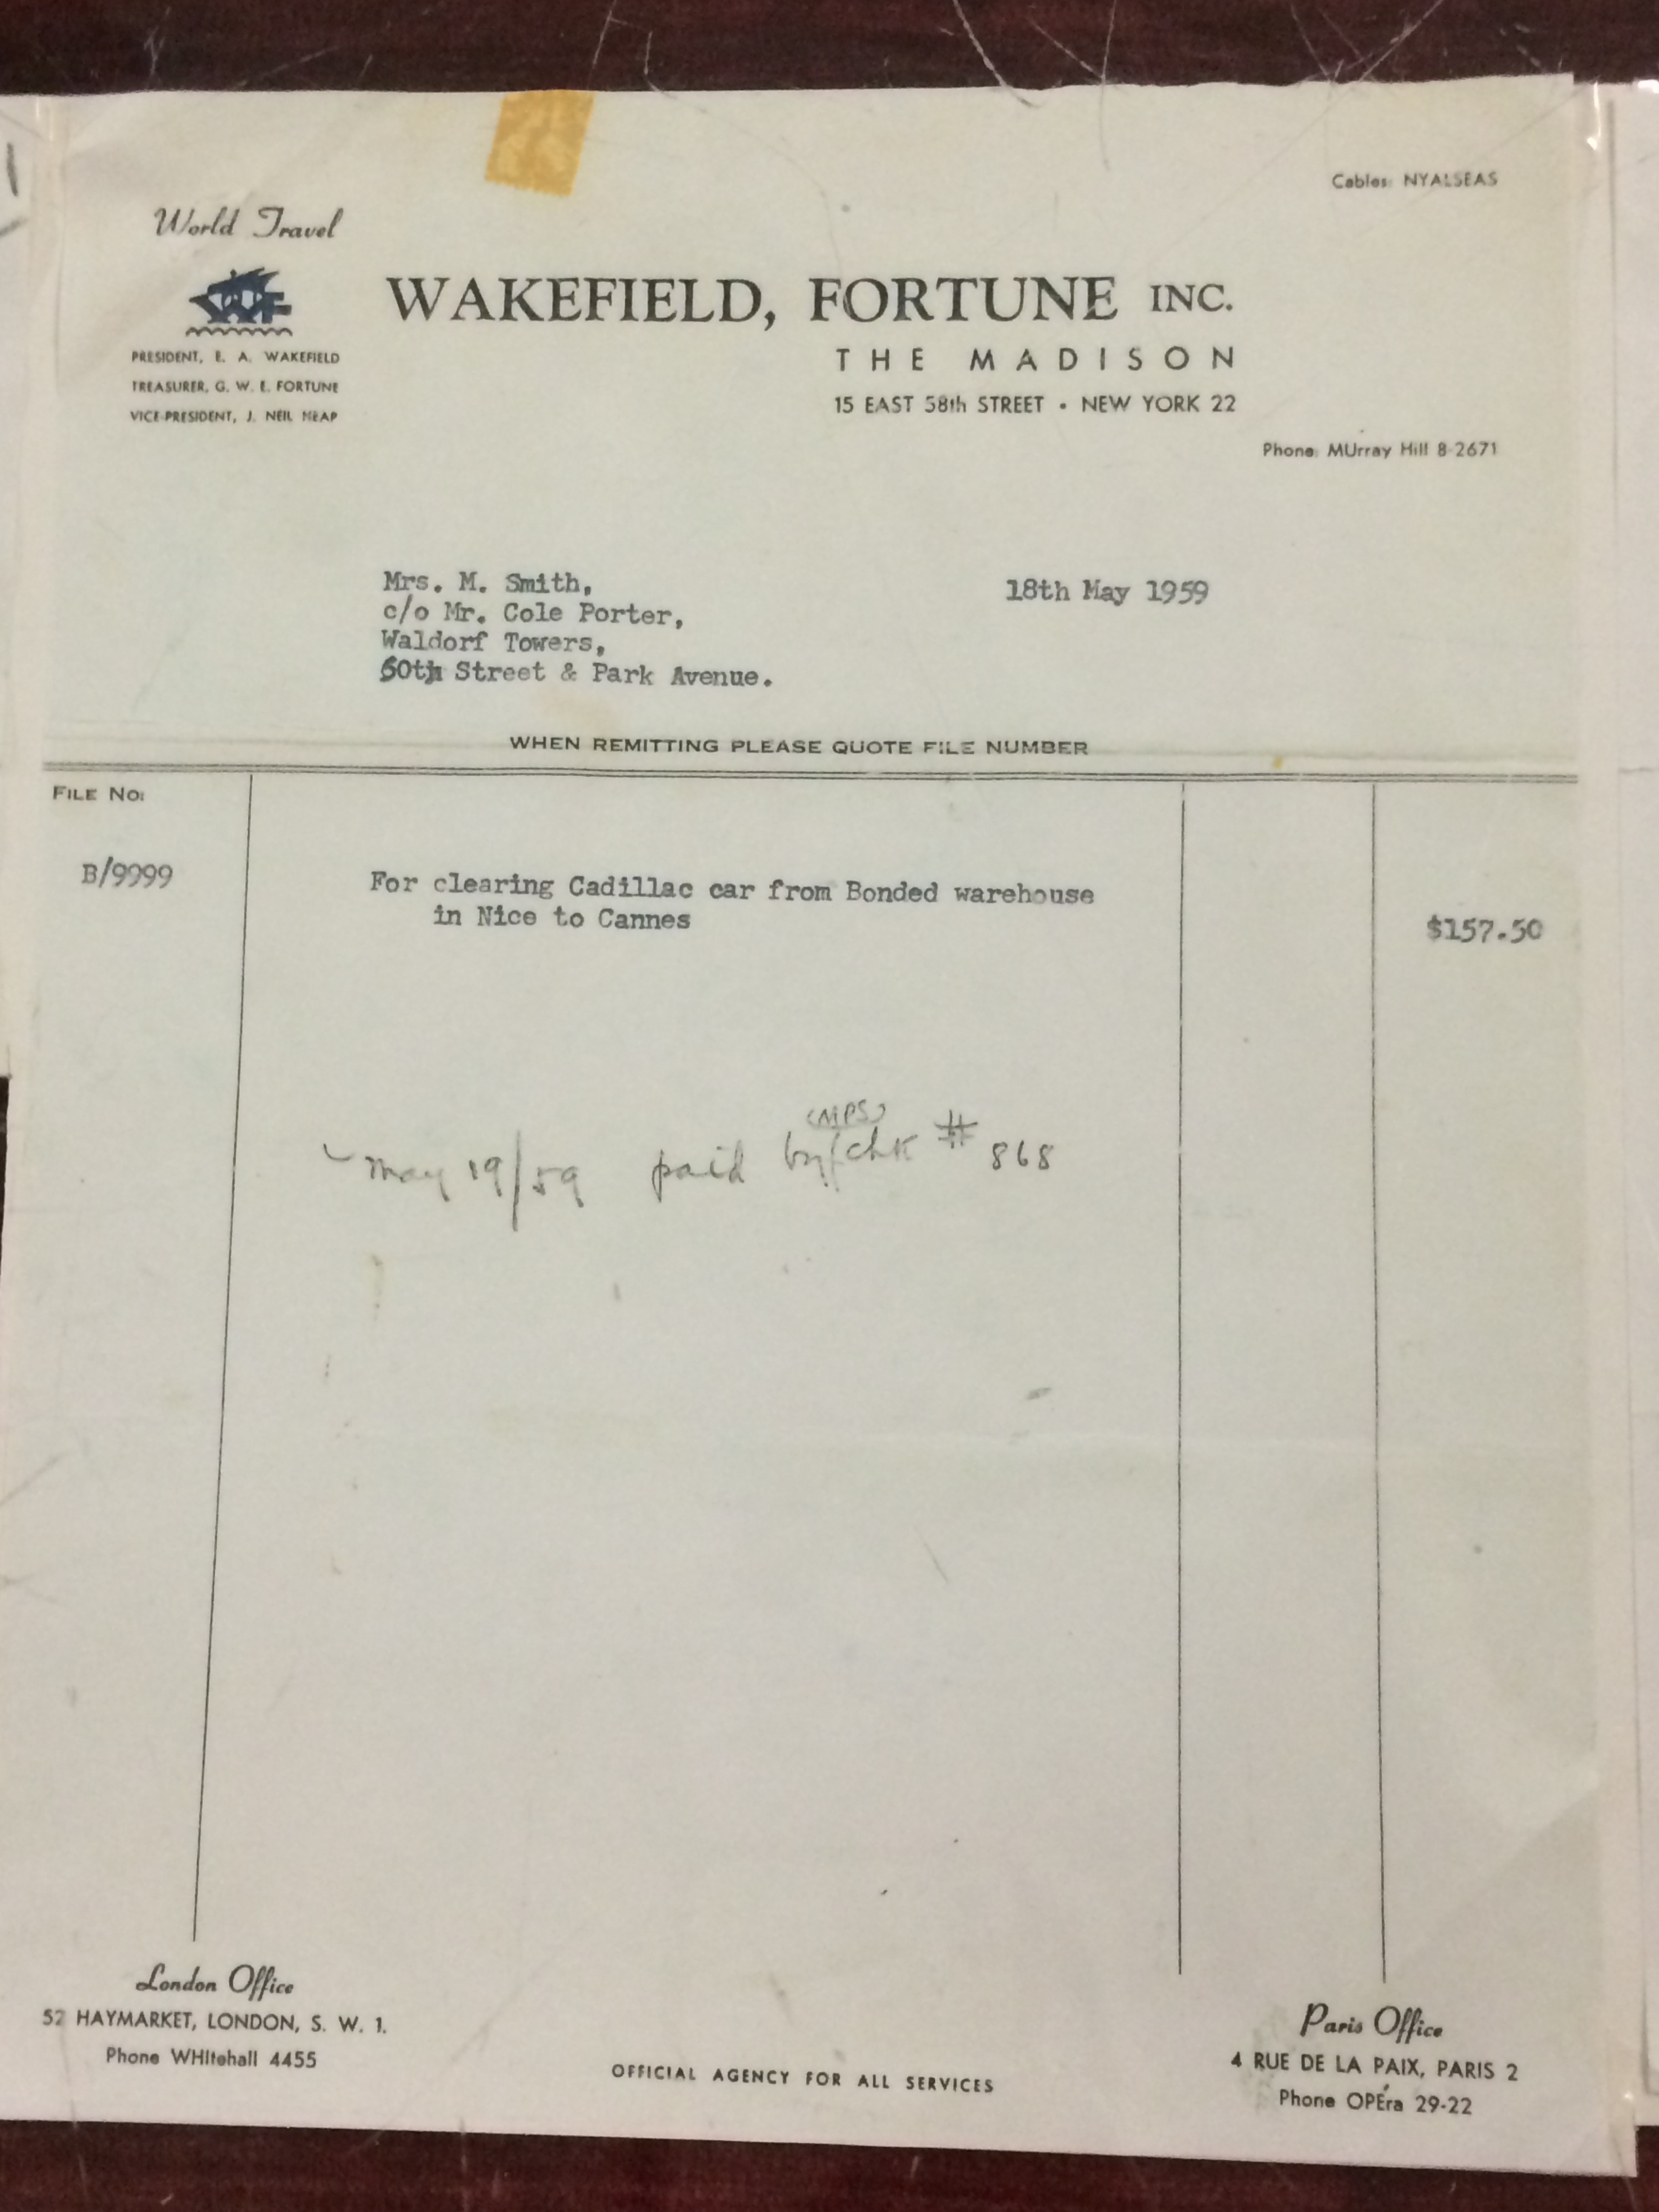 Cables: NYALSEAS
World Travel
WAKEFIELD, FORTUNE INC.
THE MADISON
15 EAST 58th STREET • NEW YORK 22
Phone: MUrray Hill 8-2671
PRESIDENT, E. A. WAKEFIELD
TREASURER, G. W. E. FORTUNE
VICE-PRESIDENT, J. NEIL HEAP
Mrs. M. Smith,
c/o Mr. Cole Porter,
Waldorf Towers,
50th Street & Park Avenue.
18th May 1959
WHEN REMITTING PLEASE QUOTE FILE NUMBER
FILE NO:
B/9999
For clearing Cadillac car from Bonded warehouse
in Nice to Cannes
$157.50
(MPS)
May 19/59 paid by chk # 868
London Office
52 HAYMARKET, LONDON, S. W. 1.
Phone WHItehall 4455
OFFICIAL AGENCY FOR ALL SERVICES
Paris Office
4 RUE DE LA PAIX, PARIS 2
Phone OPÉra 29-22